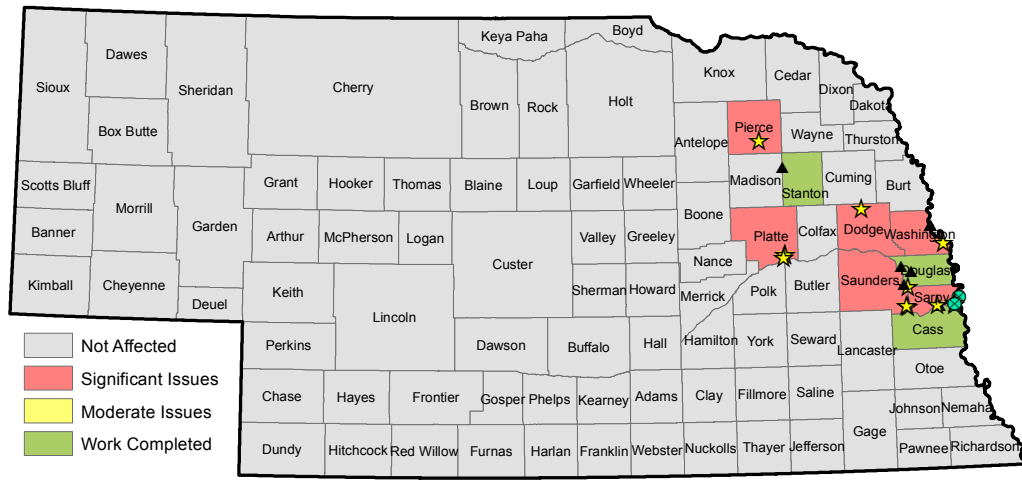 Keya Paha
Boyd
Dawes
Sioux
Sheridan
Cherry
Brown
Rock
Holt
Knox
Cedar
Dixon
Dakota
Box Butte
Antelope
Pierce
Wayne
Thurston
Scotts Bluff
Morrill
Garden
Grant
Hooker
Thomas
Blaine
Loup
Garfield
Wheeler
Madison
Stanton
Cuming
Burt
Banner
Arthur
McPherson
Logan
Custer
Valley
Greeley
Boone
Platte
Colfax
Dodge
Washington
Kimball
Cheyenne
Deuel
Keith
Lincoln
Sherman
Howard
Nance
Merrick
Polk
Butler
Saunders
Douglas
Sarpy
Cass
Perkins
Dawson
Buffalo
Hall
Hamilton
York
Seward
Lancaster
Otoe
Chase
Hayes
Frontier
Gosper
Phelps
Kearney
Adams
Clay
Fillmore
Saline
Johnson
Nemaha
Dundy
Hitchcock
Red Willow
Furnas
Harlan
Franklin
Webster
Nuckolls
Thayer
Jefferson
Gage
Pawnee
Richardson
Not Affected
Significant Issues
Moderate Issues
Work Completed